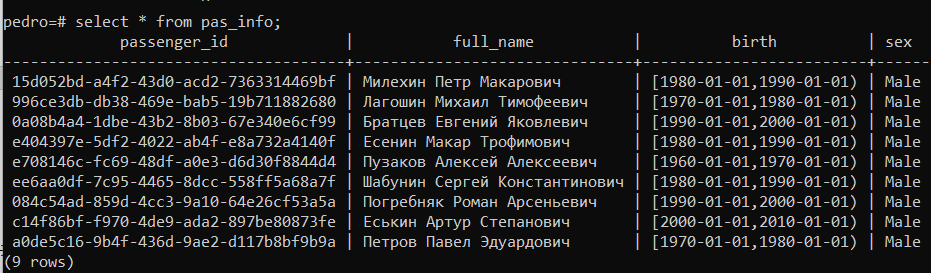 pedro=# select * from pas_info;
passenger_id | full_name | birth | sex
--------------------------------------+-----------------------------+-------------------------+------
15d052bd-a4f2-43d0-acd2-7363314469bf | Милехин Петр Макарович | [1980-01-01,1990-01-01) | Male
996ce3db-db38-469e-bab5-19b711882680 | Лагошин Михаил Тимофеевич | [1970-01-01,1980-01-01) | Male
0a08b4a4-1dbe-43b2-8b03-67e340e6cf99 | Братцев Евгений Яковлевич | [1990-01-01,2000-01-01) | Male
e404397e-5df2-4022-ab4f-e8a732a4140f | Есенин Макар Трофимович | [1980-01-01,1990-01-01) | Male
e708146c-fc69-48df-a0e3-d6d30f8844d4 | Пузаков Алексей Алексеевич | [1960-01-01,1970-01-01) | Male
ee6aa0df-7c95-4465-8dcc-558ff5a68a7f | Шабунин Сергей Константинович | [1980-01-01,1990-01-01) | Male
084c54ad-859d-4cc3-9a10-64e26cf53a5a | Погребняк Роман Арсеньевич | [1990-01-01,2000-01-01) | Male
c14f86bf-f970-4de9-ada2-897be80873fe | Еськин Артур Степанович | [2000-01-01,2010-01-01) | Male
a0de5c16-9b4f-436d-9ae2-d117b8bf9b9a | Петров Павел Эдуардович | [1970-01-01,1980-01-01) | Male
(9 rows)